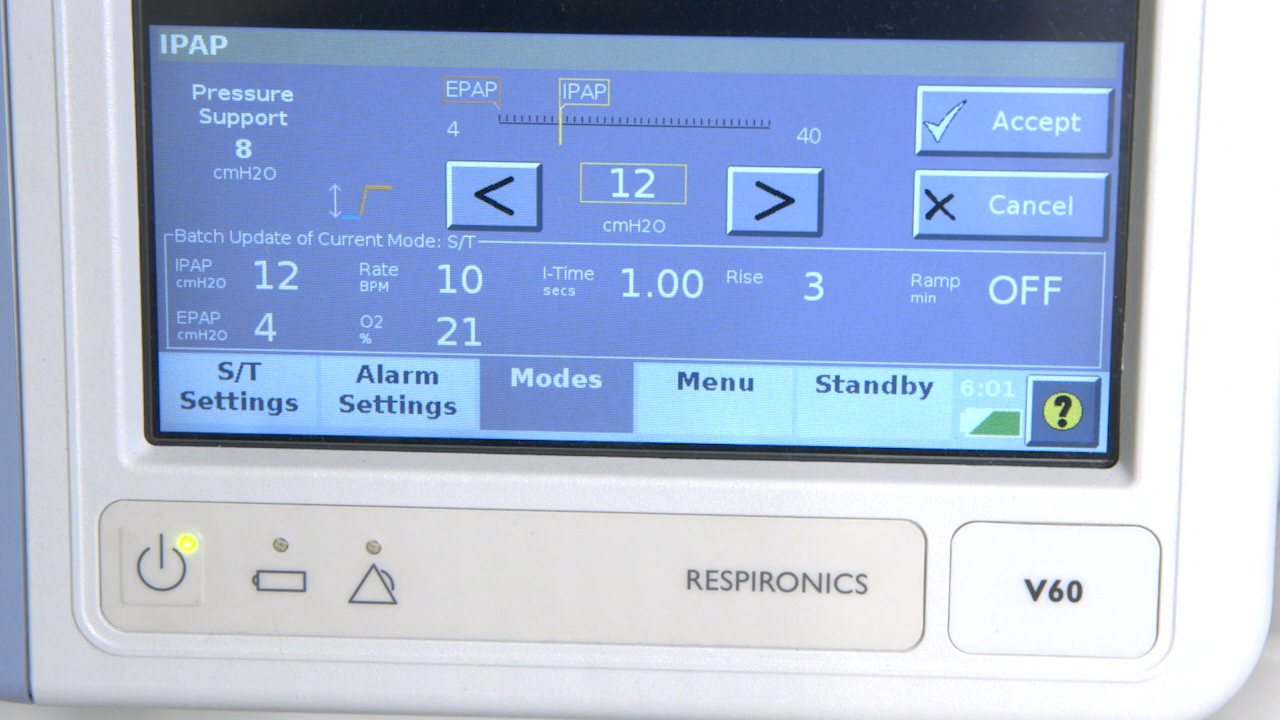 IPAP
Pressure
Support
8
cmH2O
EPAP
IPAP
4
40
<
12
cmH2O
>
Accept
Cancel
Batch Update of Current Mode: S/T
IPAP
cmH2O
12
Rate
BPM
10
I-Time
secs
1.00
Rise
3
Ramp
min
OFF
EPAP
cmH2O
4
O2
%
21
S/T
Settings
Alarm
Settings
Modes
Menu
Standby
6:01
?
RESPIRONICS
V60